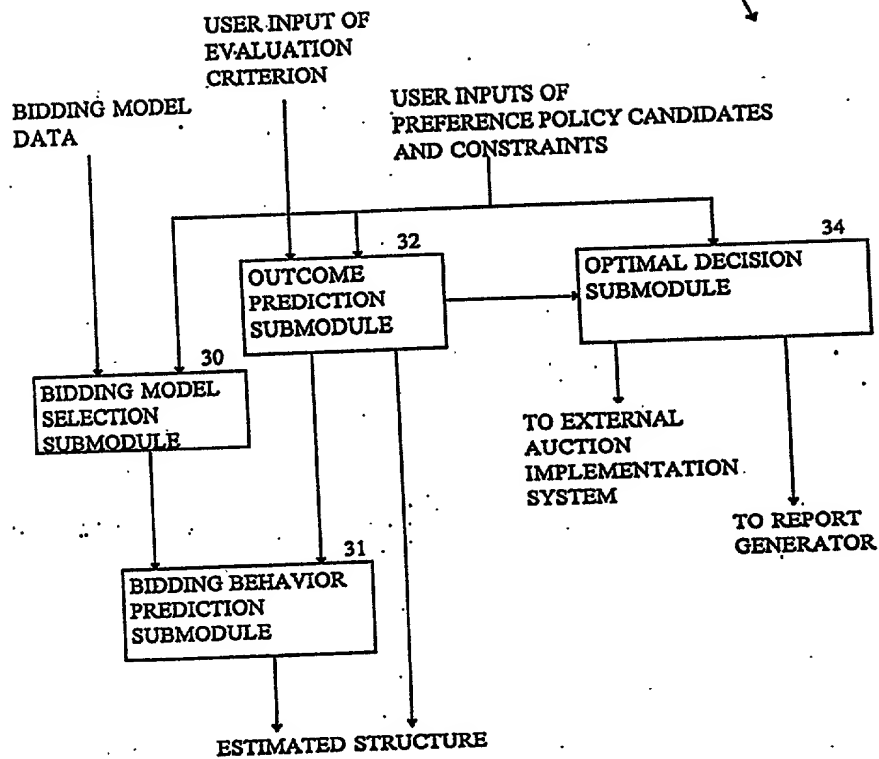 USER INPUT OF
EVALUATION
CRITERION
BIDDING MODEL
DATA
USER INPUTS OF
PREFERENCE POLICY CANDIDATES
AND CONSTRAINTS
32
OUTCOME
PREDICTION
SUBMODULE
34
OPTIMAL DECISION
SUBMODULE
30
BIDDING MODEL
SELECTION
SUBMODULE
TO EXTERNAL
AUCTION
IMPLEMENTATION
SYSTEM
TO REPORT
GENERATOR
31
BIDDING BEHAVIOR
PREDICTION
SUBMODULE
ESTIMATED STRUCTURE